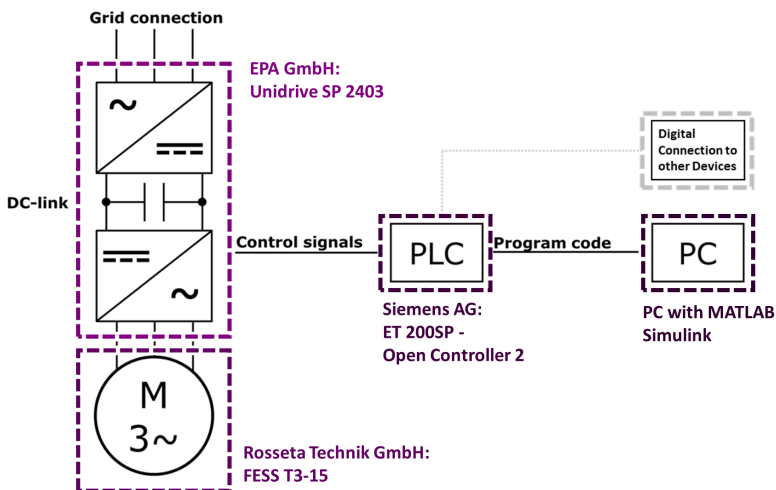 Grid connection
EPA GmbH:
Unidrive SP 2403
~
Digital
Connection to
other Devices
DC-link
Control signals
PLC
Program code
PC
~
Siemens AG:
ET 200SP -
Open Controller 2
PC with MATLAB
Simulink
M
3~
Rosseta Technik GmbH:
FESS T3-15